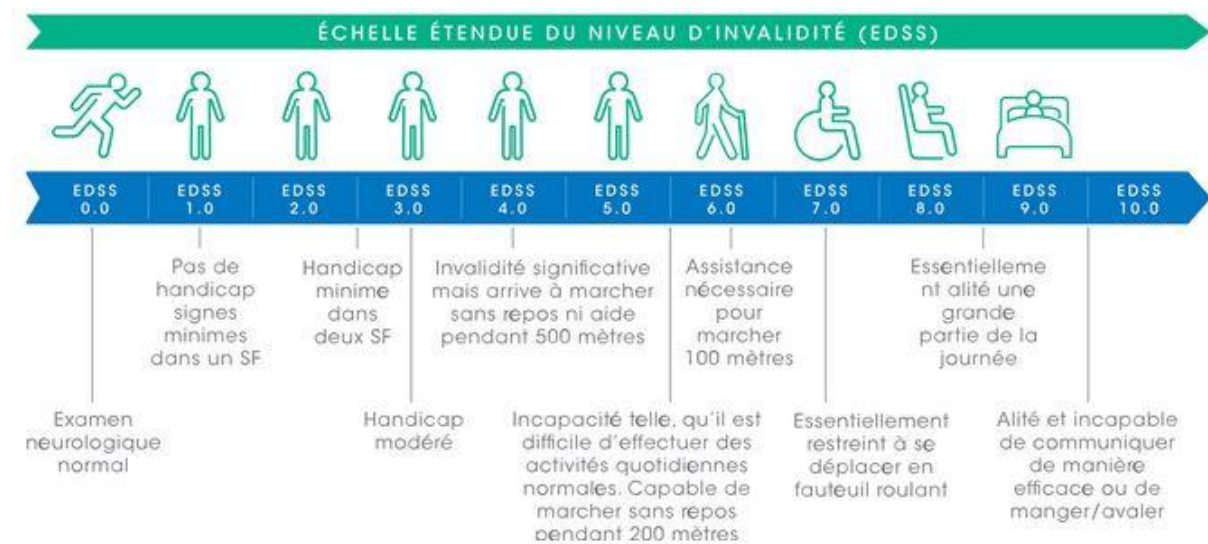 ÉCHELLE ÉTENDUE DU NIVEAU D'INVALIDITÉ (EDSS)
EDSS 0.0
EDSS 1.0
EDSS 2.0
EDSS 3.0
EDSS 4.0
EDSS 5.0
EDSS 6.0
EDSS 7.0
EDSS 8.0
EDSS 9.0
EDSS 10.0
Pas de
handicap
signes
minimes
dans un SF
Handicap
minime
dans
deux SF
Invalidité significative
mais arrive à marcher
sans repos ni aide
pendant 500 mètres
Assistance
nécessaire
pour
marcher
100 mètres
Essentielleme
nt alité une
grande
partie de la
journée
Examen
neurologique
normal
Handicap
modéré
Incapacité telle, qu'il est
difficile d'effectuer des
activités quotidiennes
normales. Capable de
marcher sans repos
pendant 200 mètres
Essentiellement
restreint à se
déplacer en
fauteuil roulant
Alité et incapable
de communiquer
de manière
efficace ou de
manger/avaler